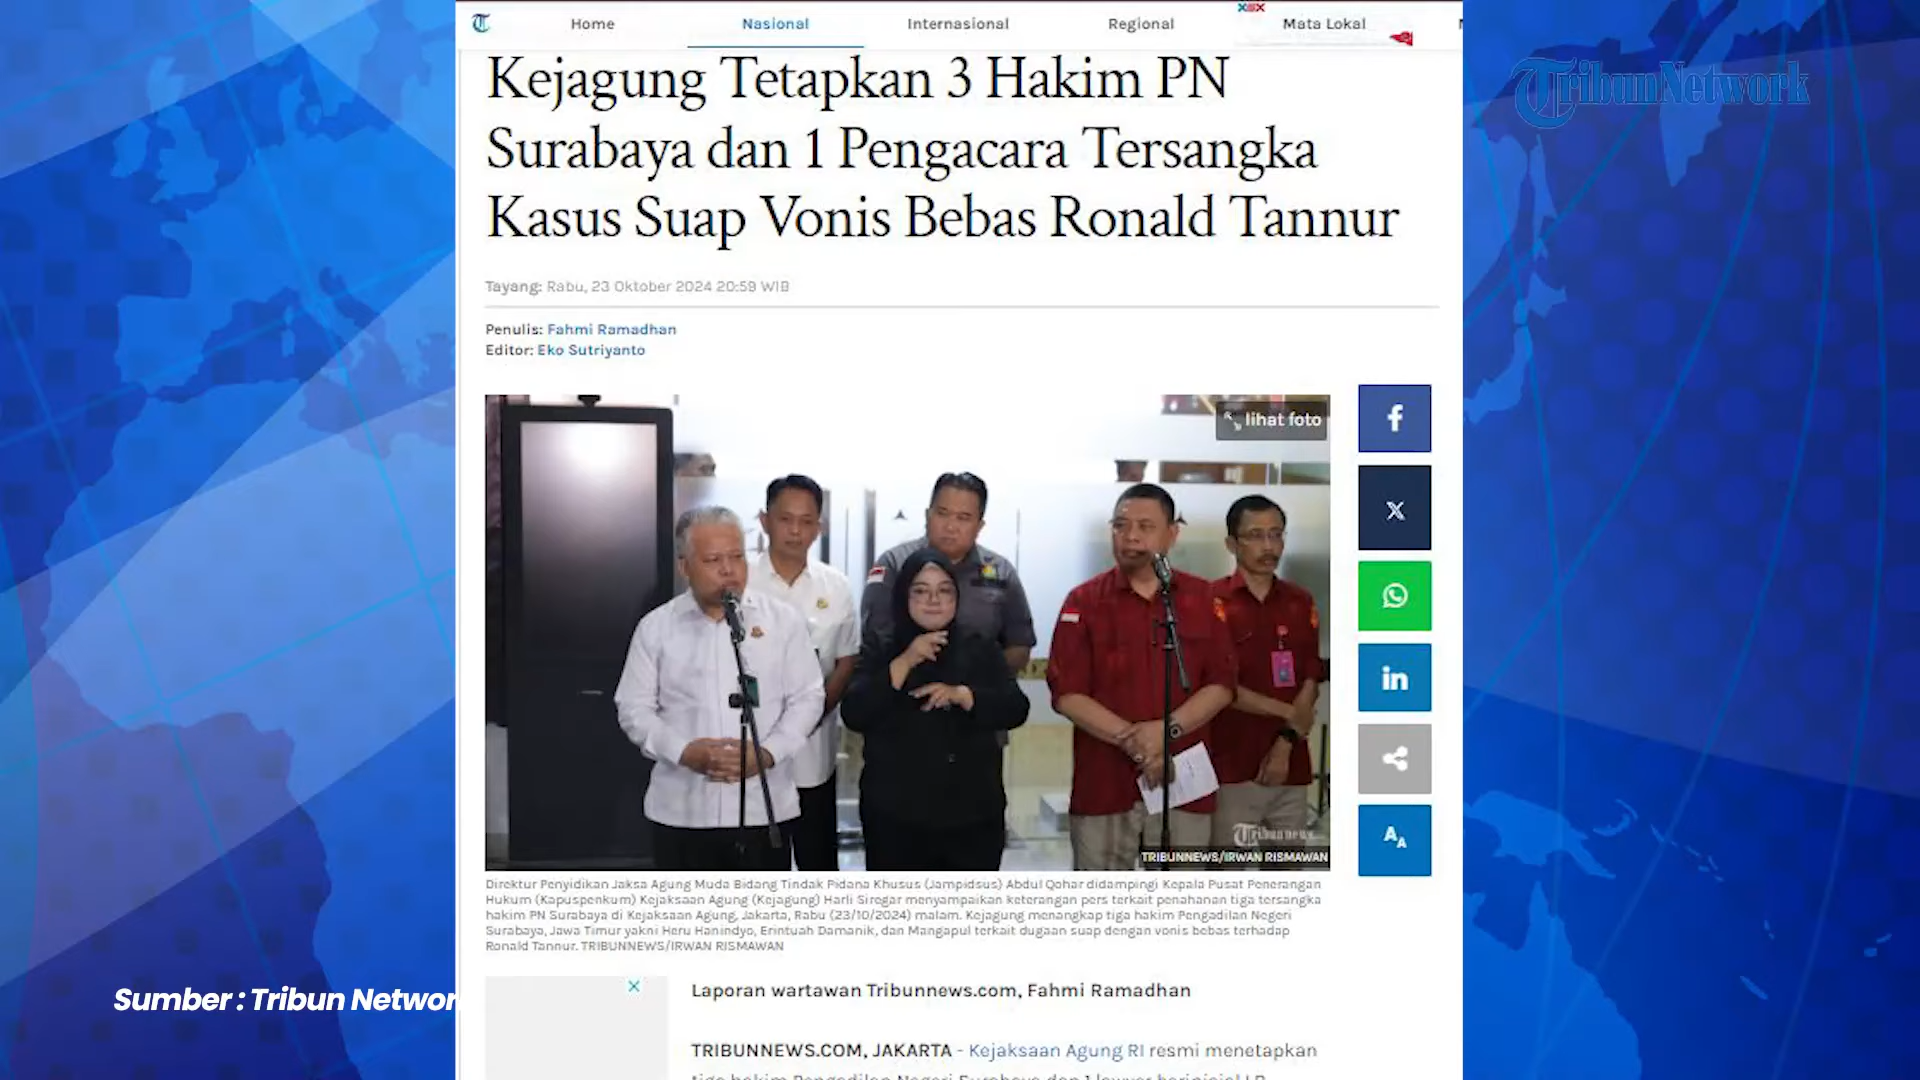 Home Nasional Internasional Regional Mata Lokal
TribunNetwork
Kejagung Tetapkan 3 Hakim PN
Surabaya dan 1 Pengacara Tersangka
Kasus Suap Vonis Bebas Ronald Tannur
Tayang: Rabu, 23 Oktober 2024 20:59 WIB
Penulis: Fahmi Ramadhan
Editor: Eko Sutriyanto
lihat foto
Tribunnews
TRIBUNNEWS/IRWAN RISMAWAN
Direktur Penyidikan Jaksa Agung Muda Bidang Tindak Pidana Khusus (Jampidsus) Abdul Qohar didampingi Kepala Pusat Penerangan
Hukum (Kapuspenkum) Kejaksaan Agung (Kejagung) Harli Siregar menyampaikan keterangan pers terkait penahanan tiga tersangka
hakim PN Surabaya di Kejaksaan Agung, Jakarta, Rabu (23/10/2024) malam. Kejagung menangkap tiga hakim Pengadilan Negeri
Surabaya, Jawa Timur yakni Heru Hanindyo, Erintuah Damanik, dan Mangapul terkait dugaan suap dengan vonis bebas terhadap
Ronald Tannur. TRIBUNNEWS/IRWAN RISMAWAN
Sumber : Tribun Networ
Laporan wartawan Tribunnews.com, Fahmi Ramadhan
TRIBUNNEWS.COM, JAKARTA - Kejaksaan Agung RI resmi menetapkan